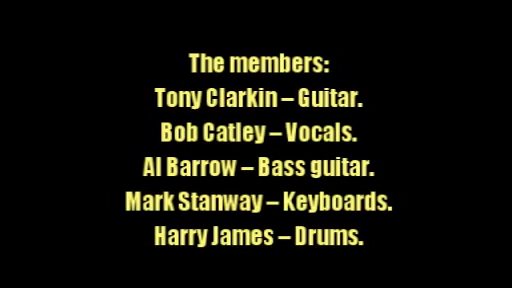 The members:
Tony Clarkin – Guitar.
Bob Catley – Vocals.
Al Barrow – Bass guitar.
Mark Stanway – Keyboards.
Harry James – Drums.